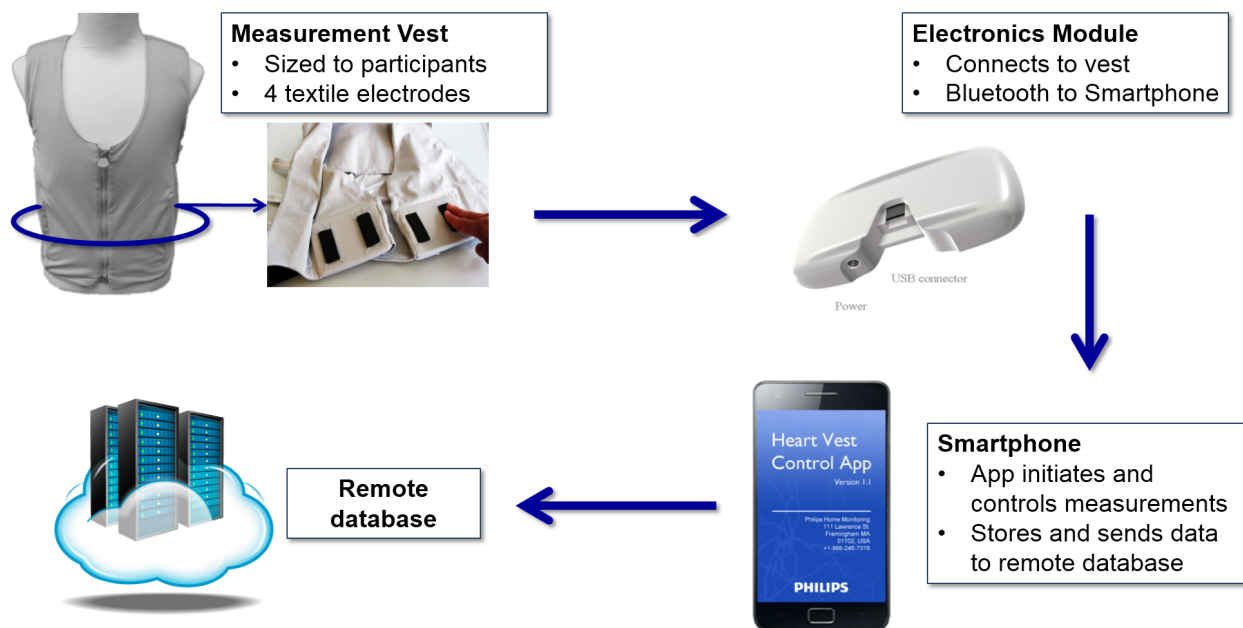 Measurement Vest
• Sized to participants
• 4 textile electrodes
Electronics Module
• Connects to vest
• Bluetooth to Smartphone
USB connector
Power
Remote
database
Heart Vest
Control App
Version 1.1
Philips Home Monitoring
111 Lawrence St.
Framingham MA
01702, USA
+1-866-246-7316
PHILIPS
Smartphone
• App initiates and
controls measurements
• Stores and sends data
to remote database